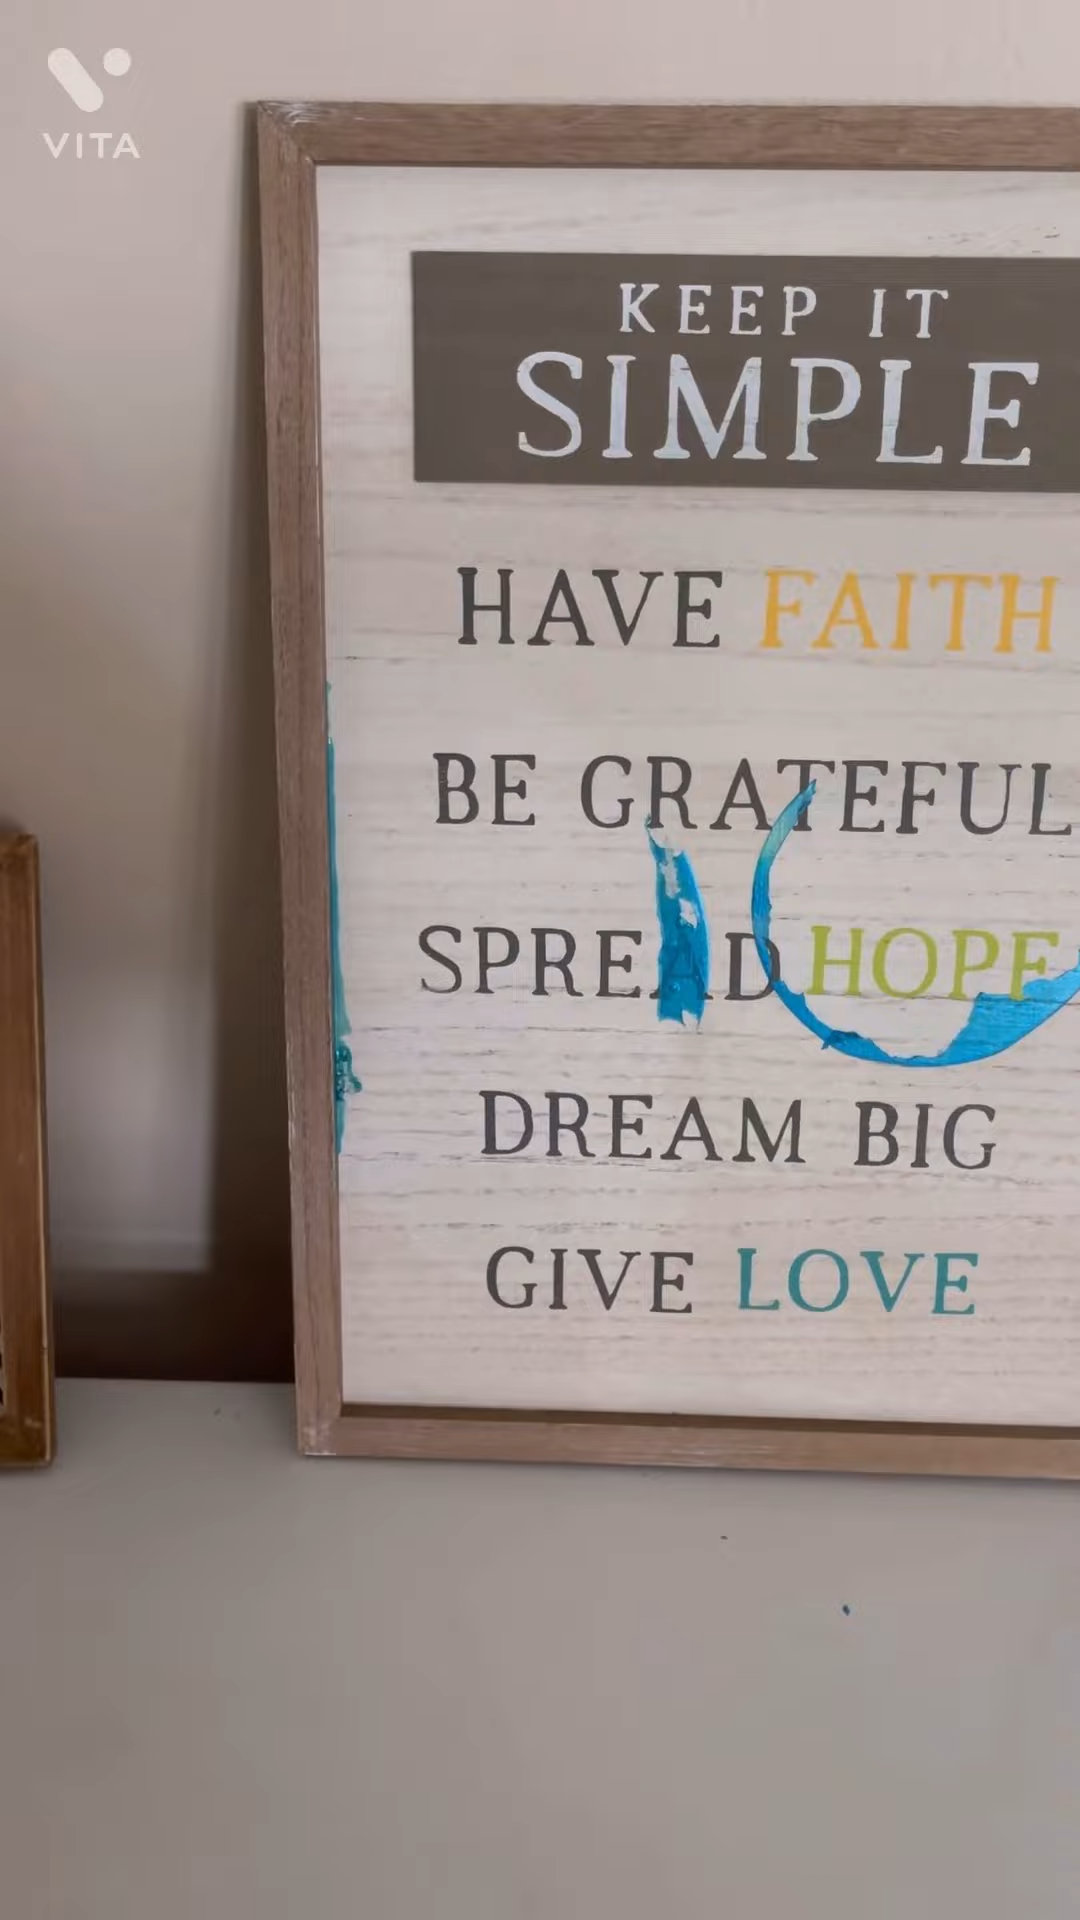 VITA
KEEP IT
SIMPLE
HAVE FAITH
BE GRATEFUL
SPREAD HOPE
DREAM BIG
GIVE LOVE